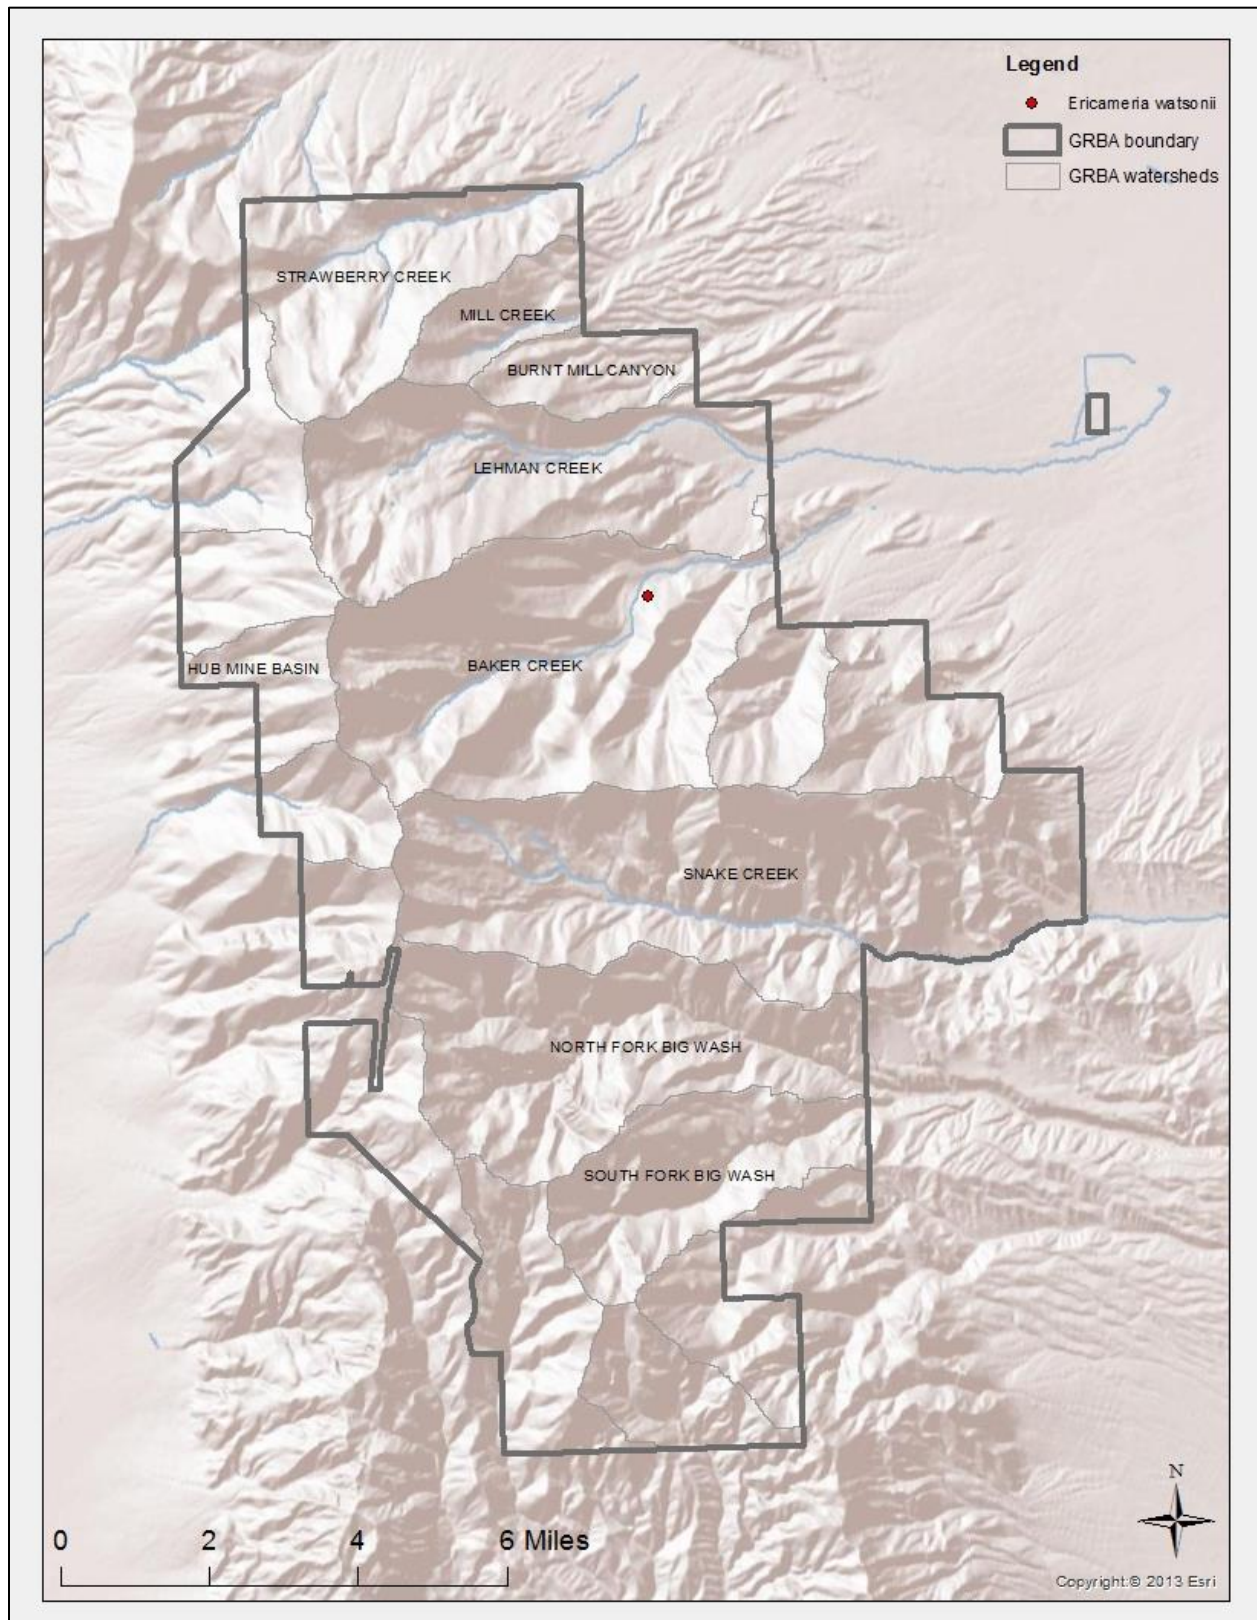 Legend
Ericameria watsonii
GRBA boundary
GRBA watersheds
STRAWBERRY CREEK
MILL CREEK
BURNT MILL CANYON
LEHMAN CREEK
HUB MINE BASIN
BAKER CREEK
SNAKE CREEK
NORTH FORK BIG WASH
SOUTH FORK BIG WASH
N
0 2 4 6 Miles
Copyright:© 2013 Esri